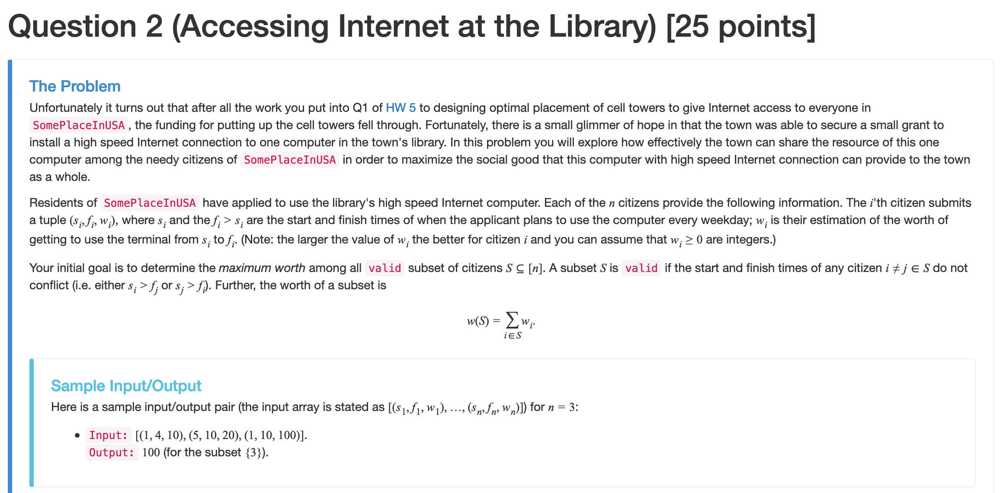 Question 2 (Accessing Internet at the Library) [25 points]
The Problem
Unfortunately it turns out that after all the work you put into Q1 of HW 5 to designing optimal placement of cell towers to give Internet access to everyone in
SomePlaceInUSA , the funding for putting up the cell towers fell through. Fortunately, there is a small glimmer of hope in that the town was able to secure a small grant to
install a high speed Internet connection to one computer in the town's library. In this problem you will explore how effectively the town can share the resource of this one
computer among the needy citizens of SomePlaceInUSA in order to maximize the social good that this computer with high speed Internet connection can provide to the town
as a whole.
Residents of SomePlaceInUSA have applied to use the library's high speed Internet computer. Each of the n citizens provide the following information. The i'th citizen submits
a tuple (s_i, f_i, w_i), where s_i and the f_i > s_i are the start and finish times of when the applicant plans to use the computer every weekday; w_i is their estimation of the worth of
getting to use the terminal from s_i to f_i. (Note: the larger the value of w_i the better for citizen i and you can assume that w_i ≥ 0 are integers.)
Your initial goal is to determine the maximum worth among all valid subset of citizens S ⊆ [n]. A subset S is valid if the start and finish times of any citizen i ≠ j ∈ S do not
conflict (i.e. either s_i > f_j or s_j > f_i). Further, the worth of a subset is
w(S) = ∑_{i∈S} w_i.
Sample Input/Output
Here is a sample input/output pair (the input array is stated as [(s_1, f_1, w_1), …, (s_n, f_n, w_n)]) for n = 3:
• Input: [(1, 4, 10), (5, 10, 20), (1, 10, 100)].
Output: 100 (for the subset {3}).